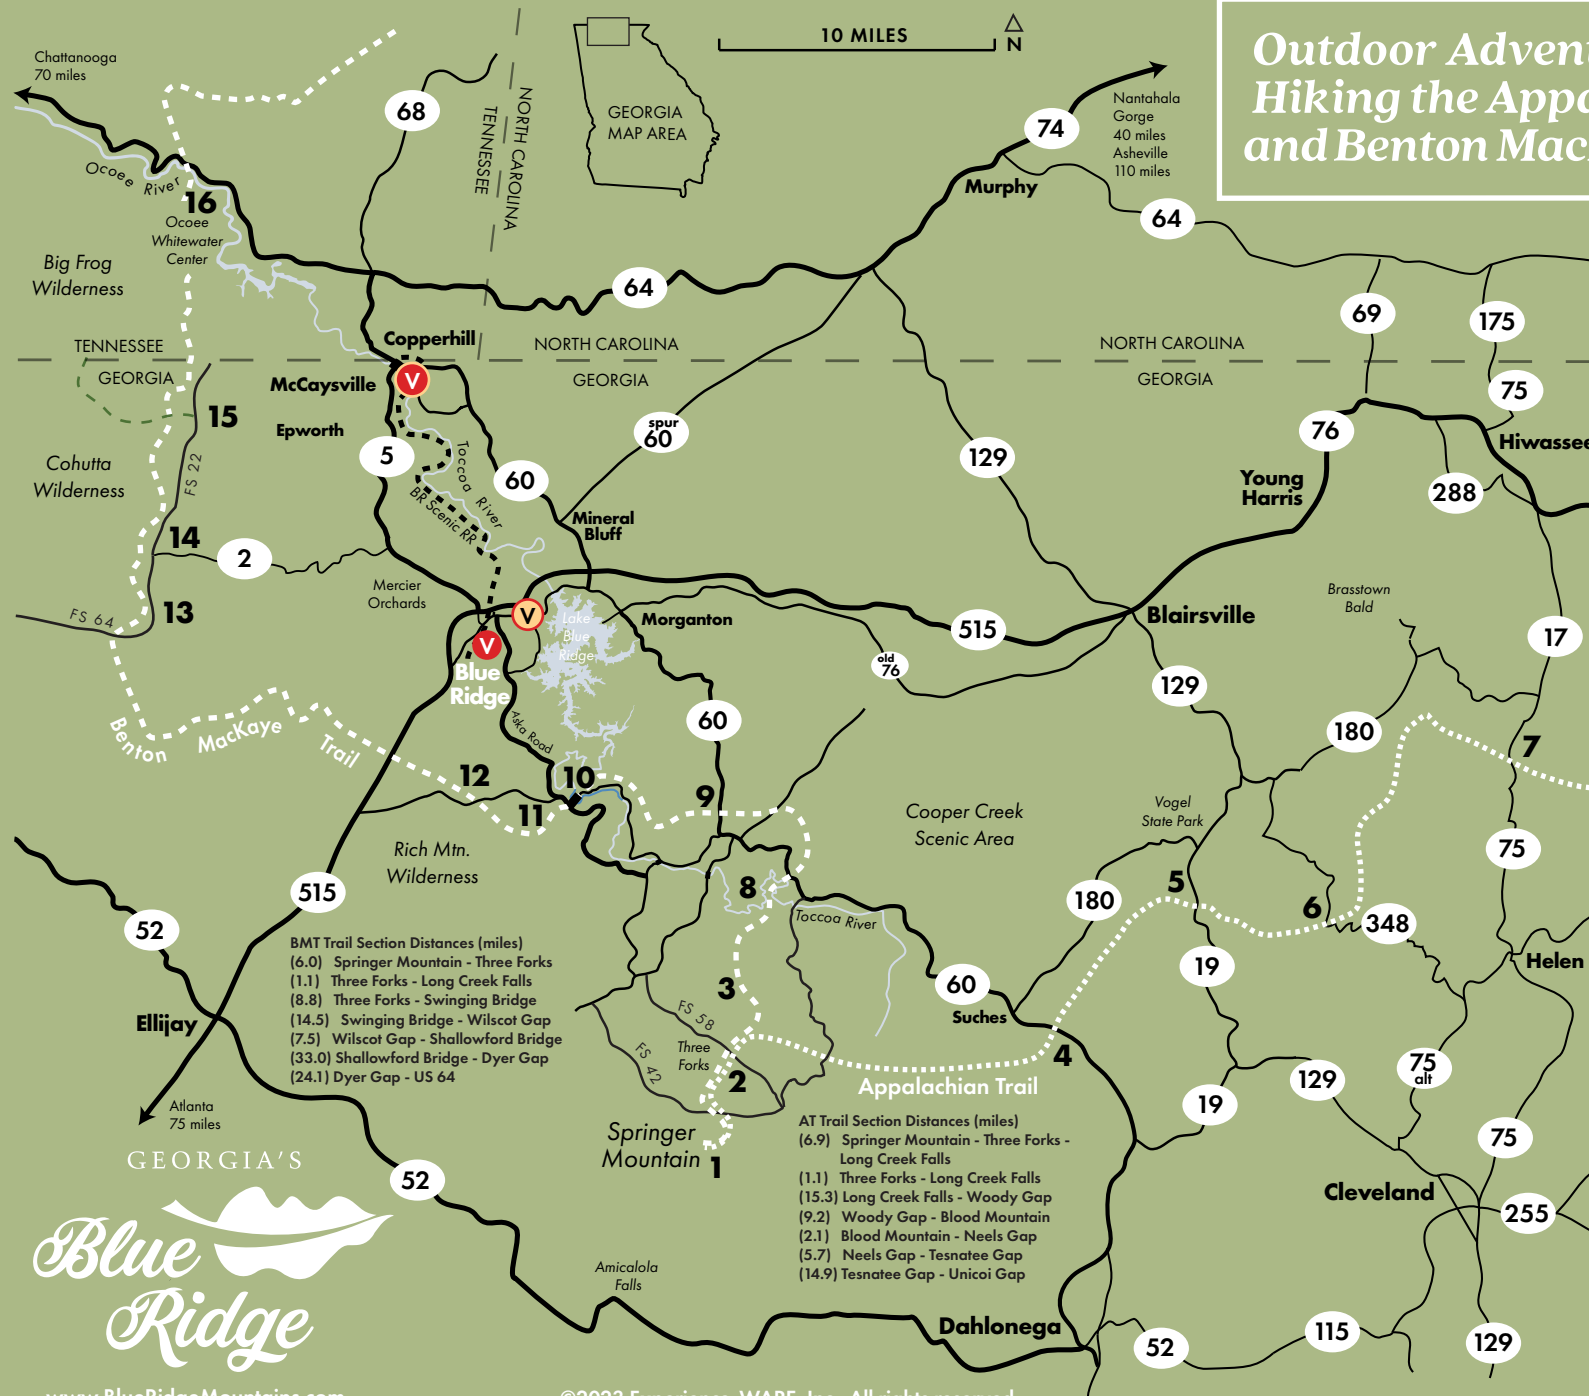 Chattanooga
70 miles
68
NORTH CAROLINA
TENNESSEE
GEORGIA
MAP AREA
10 MILES
N
74
Nantahala
Gorge
40 miles
Asheville
110 miles
Murphy
64
Ocoee River
16
Ocoee
Whitewater
Center
Big Frog
Wilderness
64
69
175
Copperhill
TENNESSEE
NORTH CAROLINA
NORTH CAROLINA
GEORGIA
GEORGIA
GEORGIA
McCaysville
V
75
15
Epworth
spur
60
76
Hiwassee
5
Toccoa River
129
Cohutta
Wilderness
FS 22
60
Young
Harris
288
BR Scenic RR
Mineral
Bluff
14
2
Mercier
Orchards
Brasstown
Bald
FS 64
13
V
Lake
Blue
Ridge
Morganton
515
Blairsville
17
V
Blue
Ridge
old
76
129
60
180
Benton MacKaye Trail
Aska Road
7
12
10
9
11
Cooper Creek
Scenic Area
Vogel
State Park
Rich Mtn.
Wilderness
75
515
8
5
180
6
348
52
Toccoa River
BMT Trail Section Distances (miles)
(6.0) Springer Mountain - Three Forks
(1.1) Three Forks - Long Creek Falls
(8.8) Three Forks - Swinging Bridge
(14.5) Swinging Bridge - Wilscot Gap
(7.5) Wilscot Gap - Shallowford Bridge
(33.0) Shallowford Bridge - Dyer Gap
(24.1) Dyer Gap - US 64
19
Helen
3
60
Suches
Ellijay
FS 58
Three
Forks
FS 42
2
4
Appalachian Trail
75
alt
129
19
Atlanta
75 miles
AT Trail Section Distances (miles)
(6.9) Springer Mountain - Three Forks -
Long Creek Falls
(1.1) Three Forks - Long Creek Falls
(15.3) Long Creek Falls - Woody Gap
(9.2) Woody Gap - Blood Mountain
(2.1) Blood Mountain - Neels Gap
(5.7) Neels Gap - Tesnatee Gap
(14.9) Tesnatee Gap - Unicoi Gap
Springer
Mountain
1
75
GEORGIA'S
Blue
Ridge
52
Cleveland
255
Amicalola
Falls
Dahlonega
52
115
129
www.BlueRidgeMountains.com
©2023 Experience WARE, Inc. All rights reserved
Outdoor Advent
Hiking the Appa
and Benton Mac